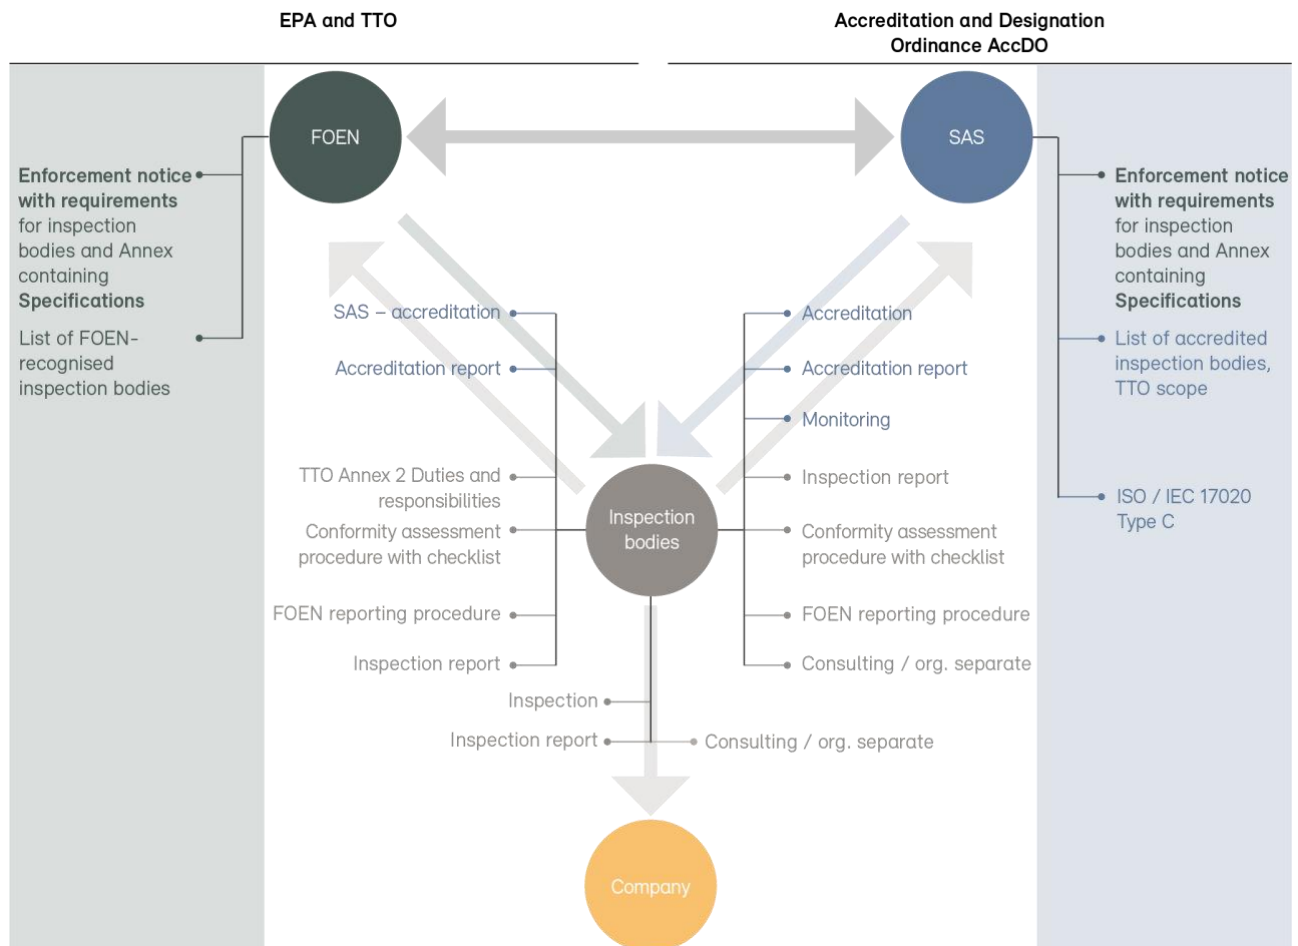 EPA and TTO
Accreditation and Designation
Ordinance AccDO
FOEN
SAS
Enforcement notice
with requirements
for inspection
bodies and Annex
containing
Specifications
List of FOEN-
recognised
inspection bodies
Enforcement notice
with requirements
for inspection
bodies and Annex
containing
Specifications
List of accredited
inspection bodies,
TTO scope
ISO / IEC 17020
Type C
SAS – accreditation
Accreditation report
TTO Annex 2 Duties and
responsibilities
Conformity assessment
procedure with checklist
FOEN reporting procedure
Inspection report
Accreditation
Accreditation report
Monitoring
Inspection report
Conformity assessment
procedure with checklist
FOEN reporting procedure
Consulting / org. separate
Inspection
bodies
Inspection
Inspection report
Consulting / org. separate
Company